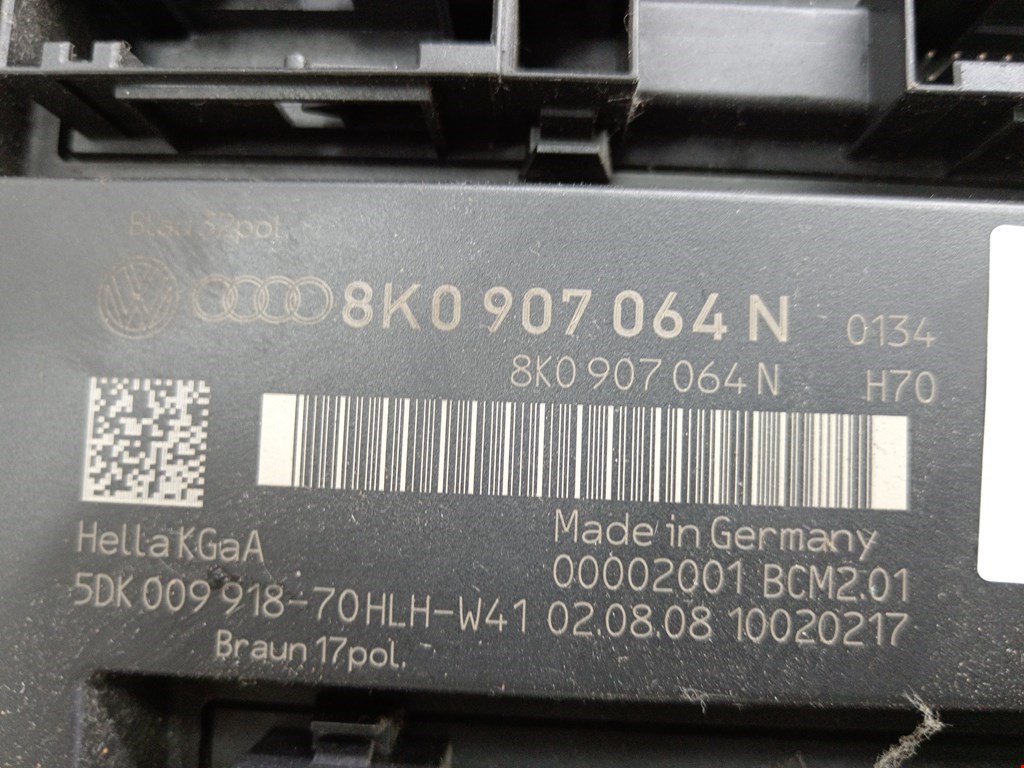 Blau 32pol.
8K0 907 064 N 0134
8K0 907 064 N H70
Hella KGaA
Made in Germany
00002001 BCM2.01
5DK 009 918-70 HLH-W41 02.08.08 10020217
Braun 17pol.